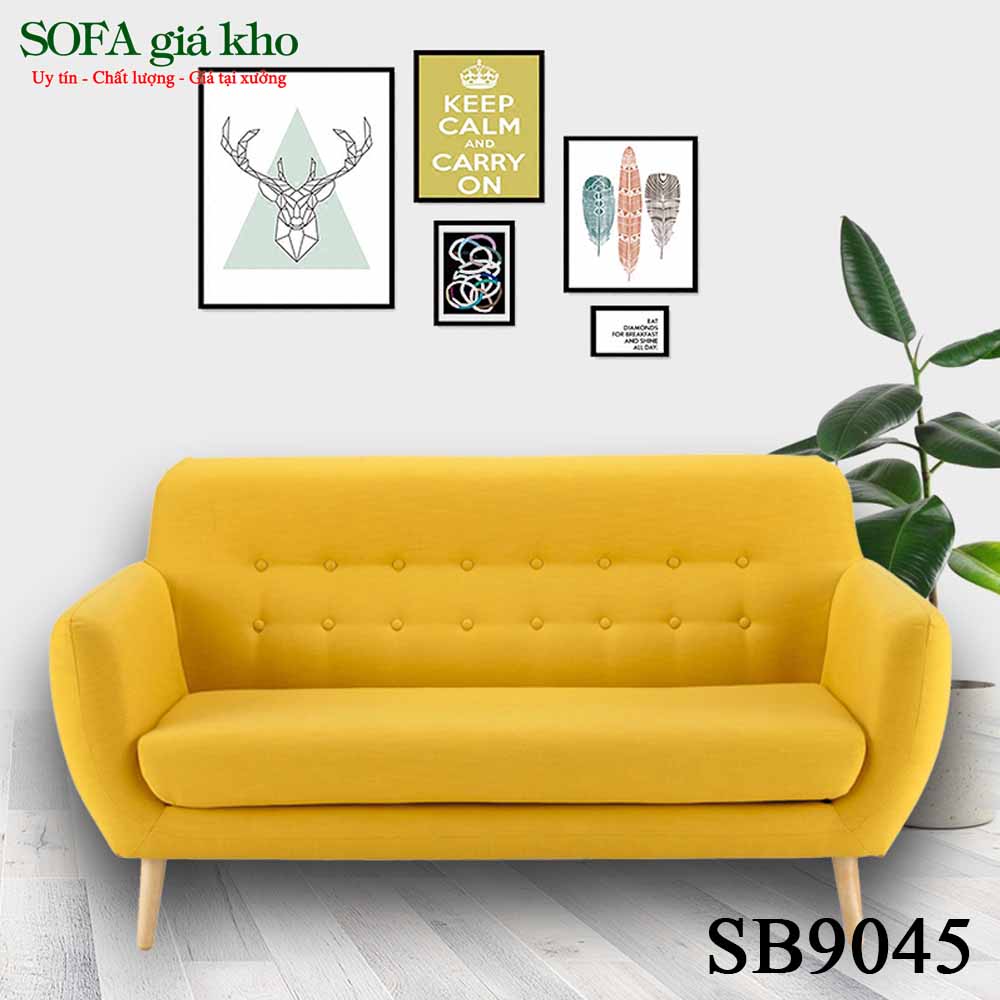 SOFA giá kho
Uy tín - Chất lượng - Giá tại xưởng
KEEP
CALM
AND
CARRY
ON
EAT
DIAMONDS
FOR BREAKFAST
AND SHINE
ALL DAY.
SB9045